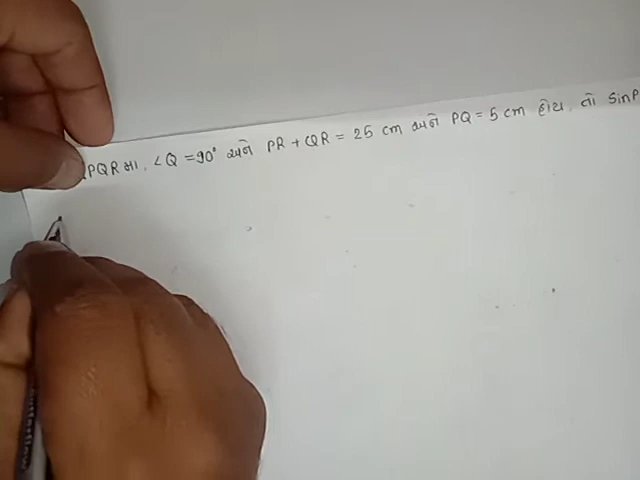 PQR માં, ∠Q = 90° અને PR + QR = 25 cm અને PQ = 5 cm હોય, તો sinP